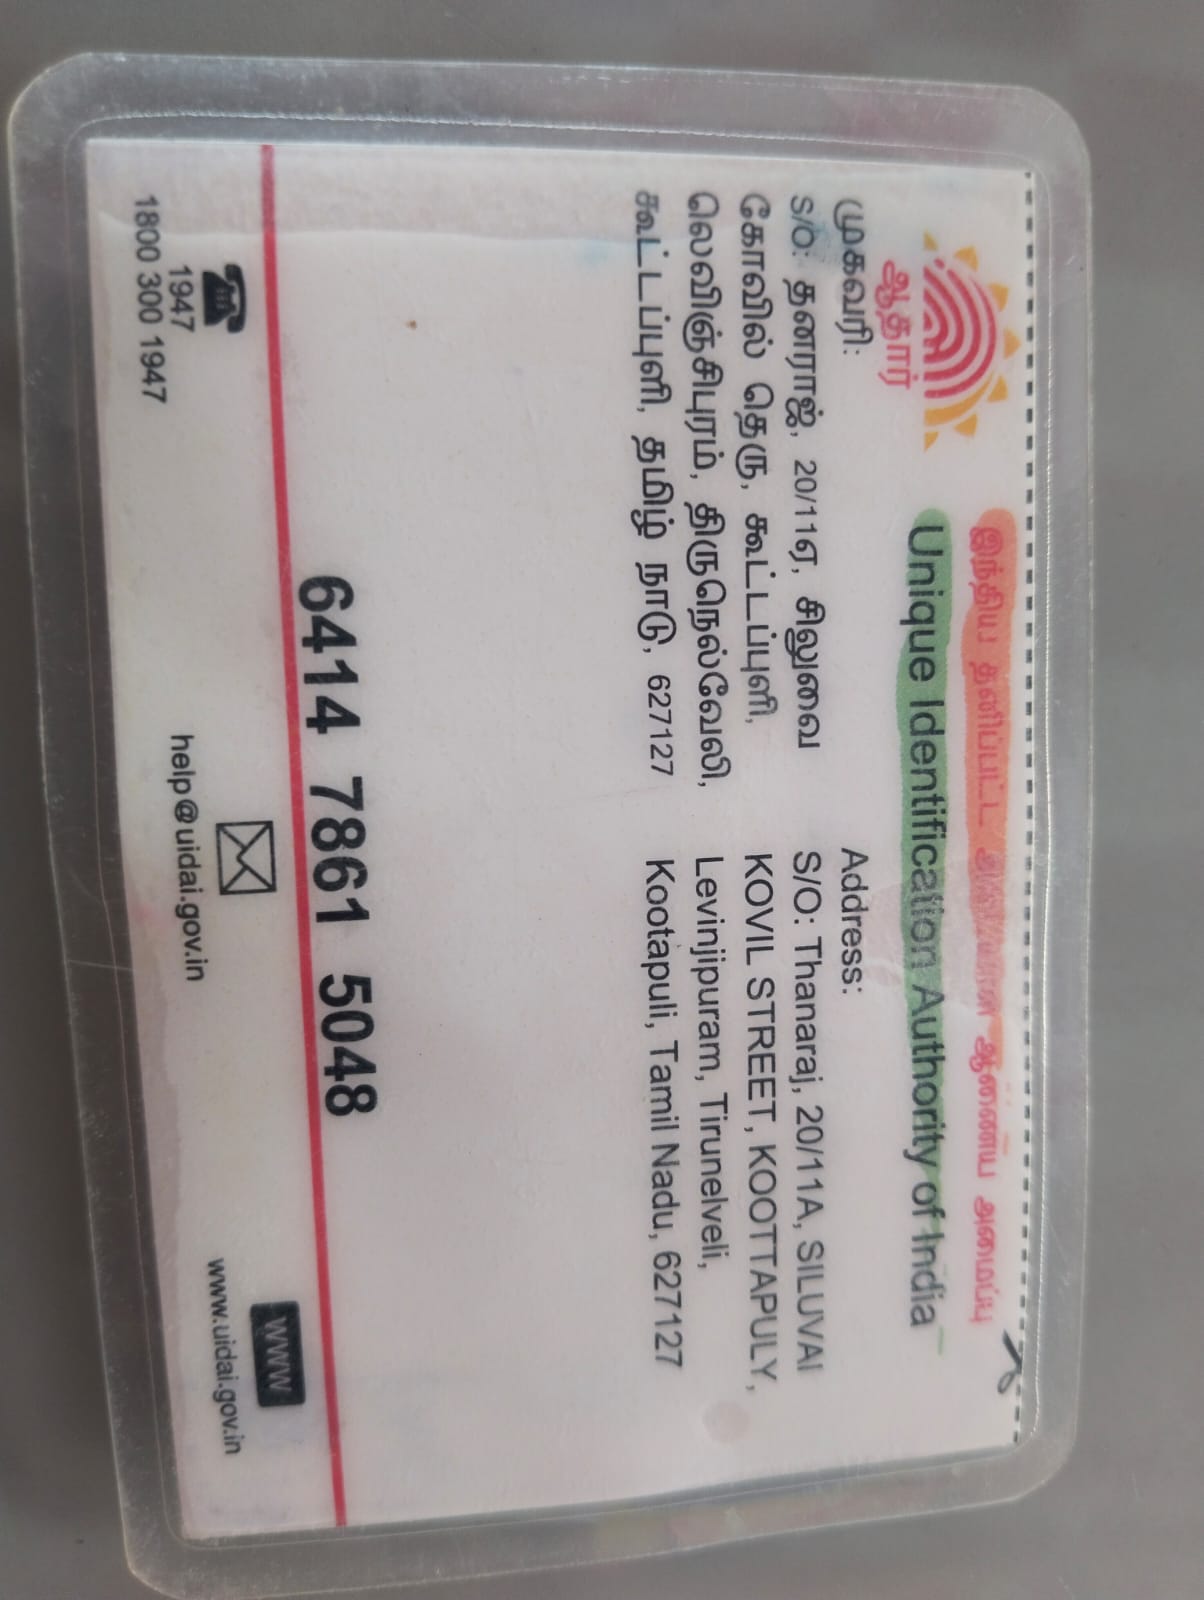 ஆதார்
இந்திய தனிப்பட்ட ஆணைய அமைப்பு
Unique Identification Authority of India
முகவரி:
S/O: தனராஜ், 20/11ஏ, சிலுவை
கோவில் தெரு, கூட்டப்புளி,
லெவிஞ்சிபுரம், திருநெல்வேலி,
கூட்டப்புளி, தமிழ் நாடு, 627127
Address:
S/O: Thanaraj, 20/11A, SILUVAI
KOVIL STREET, KOOTTAPULY,
Levinjipuram, Tirunelveli,
Kootapuli, Tamil Nadu, 627127
6414 7861 5048
1947
1800 300 1947
help@uidai.gov.in
WWW
www.uidai.gov.in